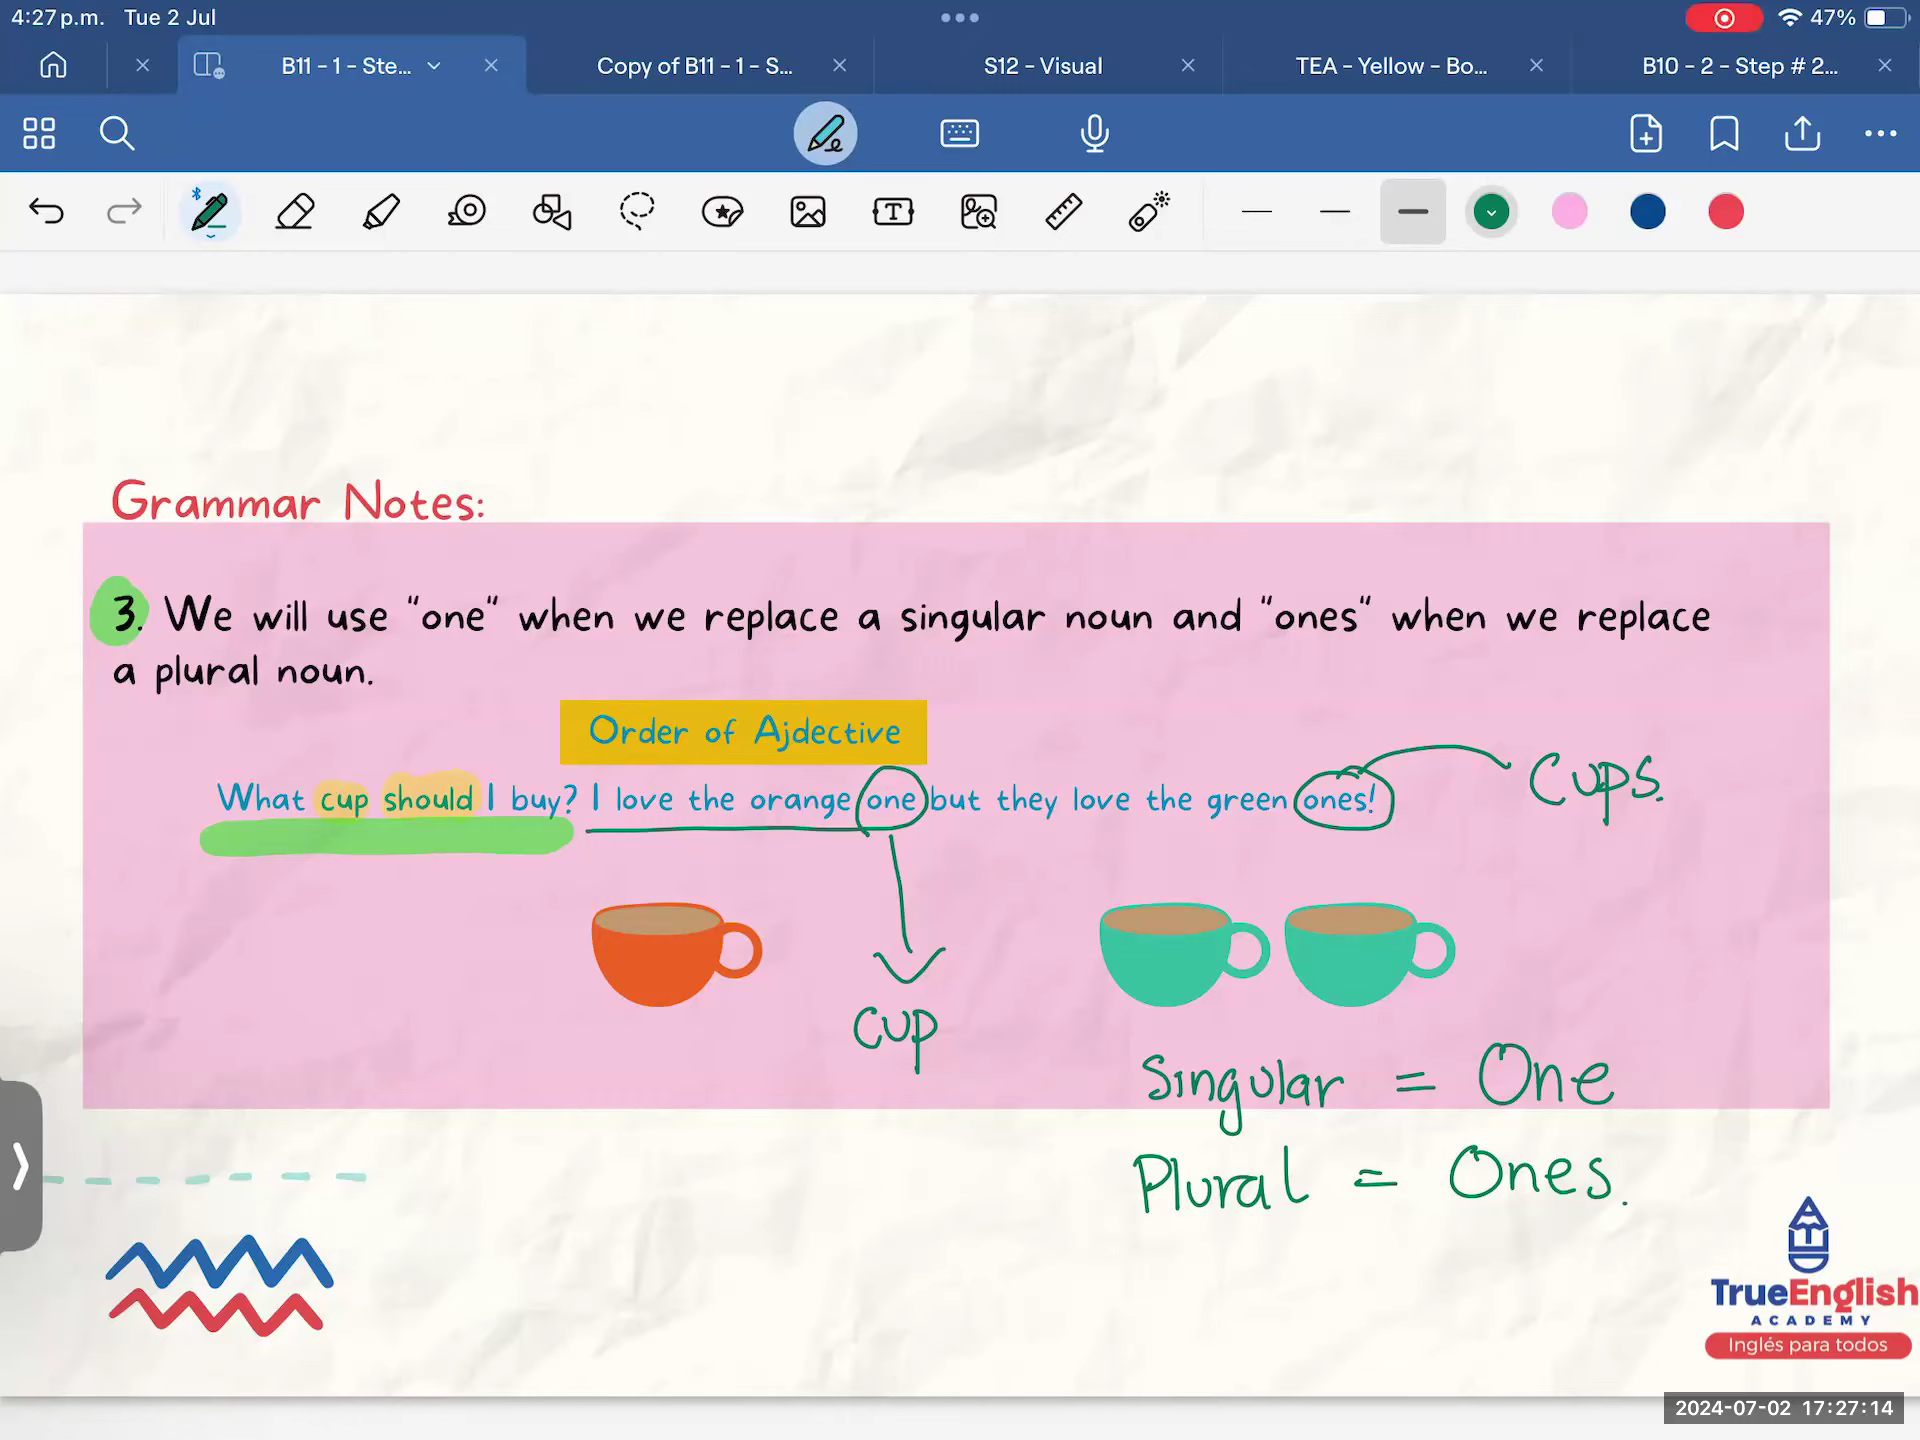 4:27 p.m. Tue 2 Jul
47%
B11 - 1 - Ste...
Copy of B11 - 1 - S...
S12 - Visual
TEA - Yellow - Bo...
B10 - 2 - Step # 2...
Grammar Notes:
3. We will use "one" when we replace a singular noun and "ones" when we replace
a plural noun.
Order of Ajdective
What cup should I buy? I love the orange one but they love the green ones!
Cups.
Cup
Singular = One
Plural = Ones.
TrueEnglish
ACADEMY
Inglés para todos
2024-07-02 17:27:14